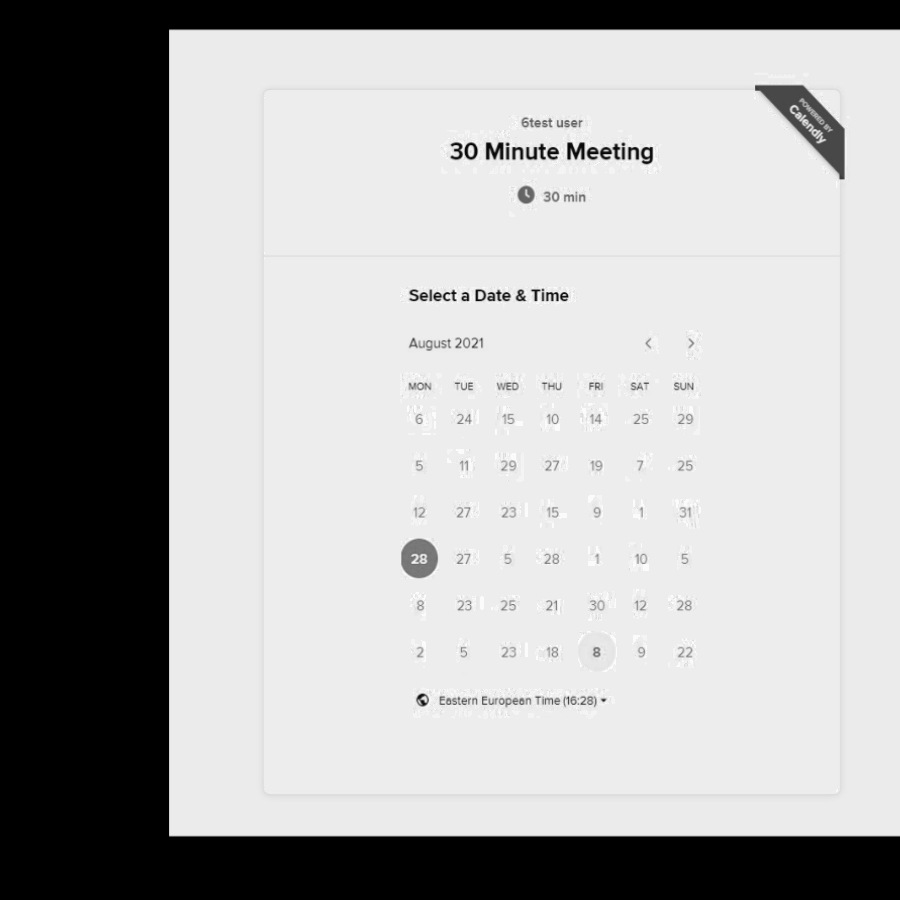 POWERED BY
Calendly
6test user
30 Minute Meeting
30 min
Select a Date & Time
August 2021
MON TUE WED THU FRI SAT SUN
6 24 15 10 14 25 29
5 11 29 27 19 7 25
12 27 23 15 9 1 31
28 27 5 28 1 10 5
8 23 25 21 30 12 28
2 5 23 18 8 9 22
Eastern European Time (16:28)